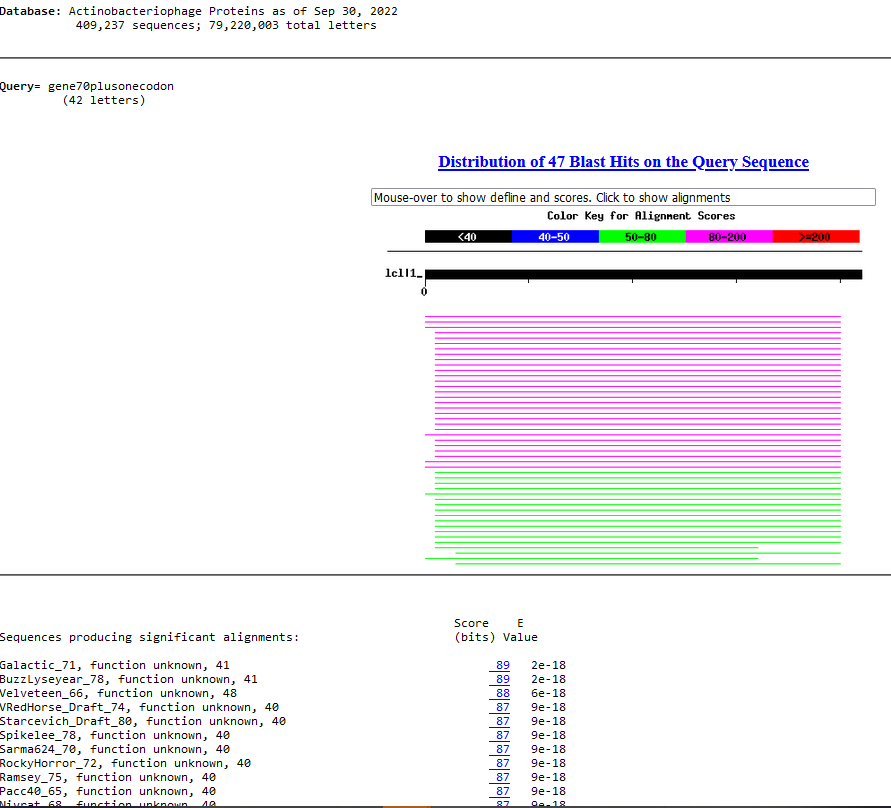 Database: Actinobacteriophage Proteins as of Sep 30, 2022
409,237 sequences; 79,220,003 total letters
Query= gene70plusonecodon
(42 letters)
Distribution of 47 Blast Hits on the Query Sequence
Mouse-over to show defline and scores. Click to show alignments
Color Key for Alignment Scores
<40 40-50 50-80 80-200 >=200
lcl|1_
0
Score E
Sequences producing significant alignments: (bits) Value
Galactic_71, function unknown, 41 89 2e-18
BuzzLyseyear_78, function unknown, 41 89 2e-18
Velveteen_66, function unknown, 48 88 6e-18
VRedHorse_Draft_74, function unknown, 40 87 9e-18
Starcevich_Draft_80, function unknown, 40 87 9e-18
Spikelee_78, function unknown, 40 87 9e-18
Sarma624_70, function unknown, 40 87 9e-18
RockyHorror_72, function unknown, 40 87 9e-18
Ramsey_75, function unknown, 40 87 9e-18
Pacc40_65, function unknown, 40 87 9e-18
Nivrat_68, function unknown, 40 87 9e-18